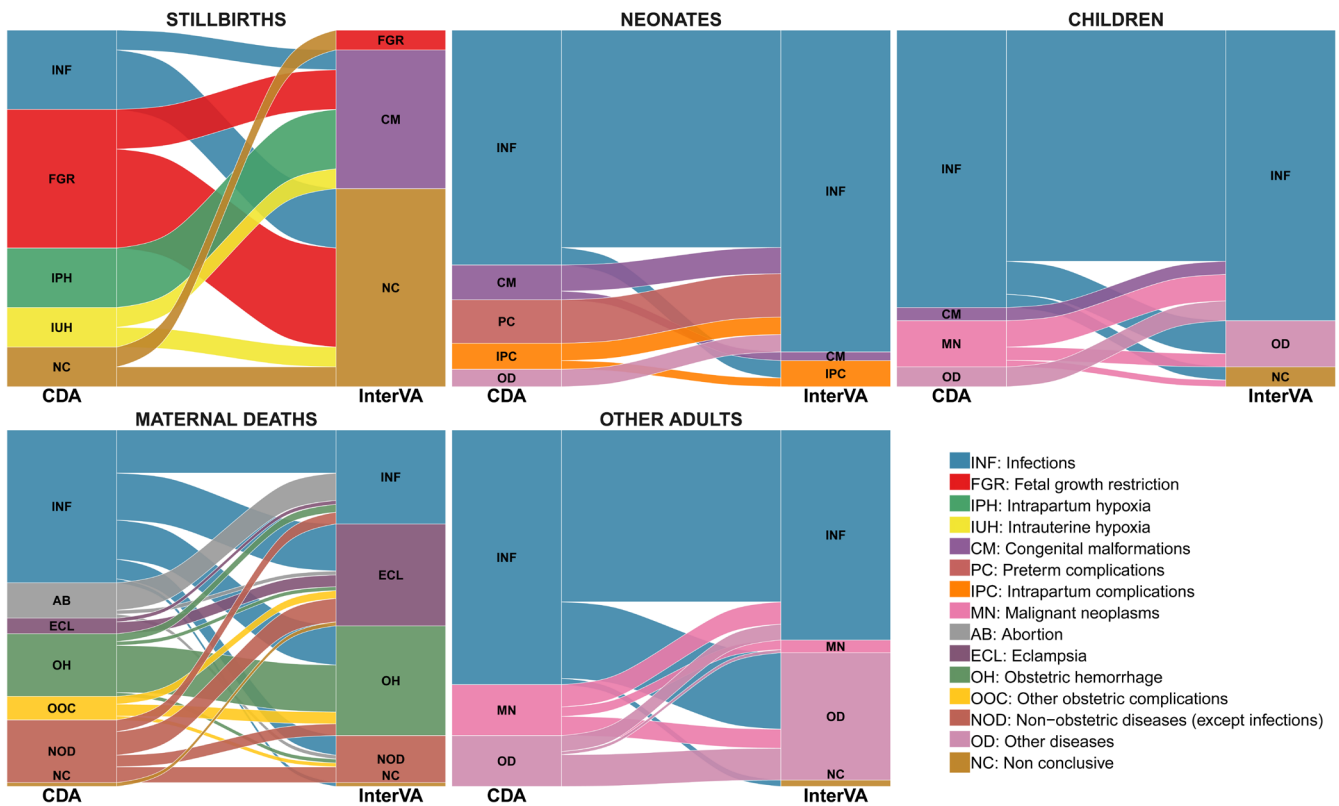 STILLBIRTHS
INF
FGR
IPH
IUH
NC
FGR
CM
NC
CDA
InterVA
NEONATES
INF
CM
PC
IPC
OD
INF
CM
IPC
CDA
InterVA
CHILDREN
INF
CM
MN
OD
INF
OD
NC
CDA
InterVA
MATERNAL DEATHS
INF
AB
ECL
OH
OOC
NOD
NC
INF
ECL
OH
NOD
NC
CDA
InterVA
OTHER ADULTS
INF
MN
OD
INF
MN
OD
NC
CDA
InterVA
INF: Infections
FGR: Fetal growth restriction
IPH: Intrapartum hypoxia
IUH: Intrauterine hypoxia
CM: Congenital malformations
PC: Preterm complications
IPC: Intrapartum complications
MN: Malignant neoplasms
AB: Abortion
ECL: Eclampsia
OH: Obstetric hemorrhage
OOC: Other obstetric complications
NOD: Non−obstetric diseases (except infections)
OD: Other diseases
NC: Non conclusive